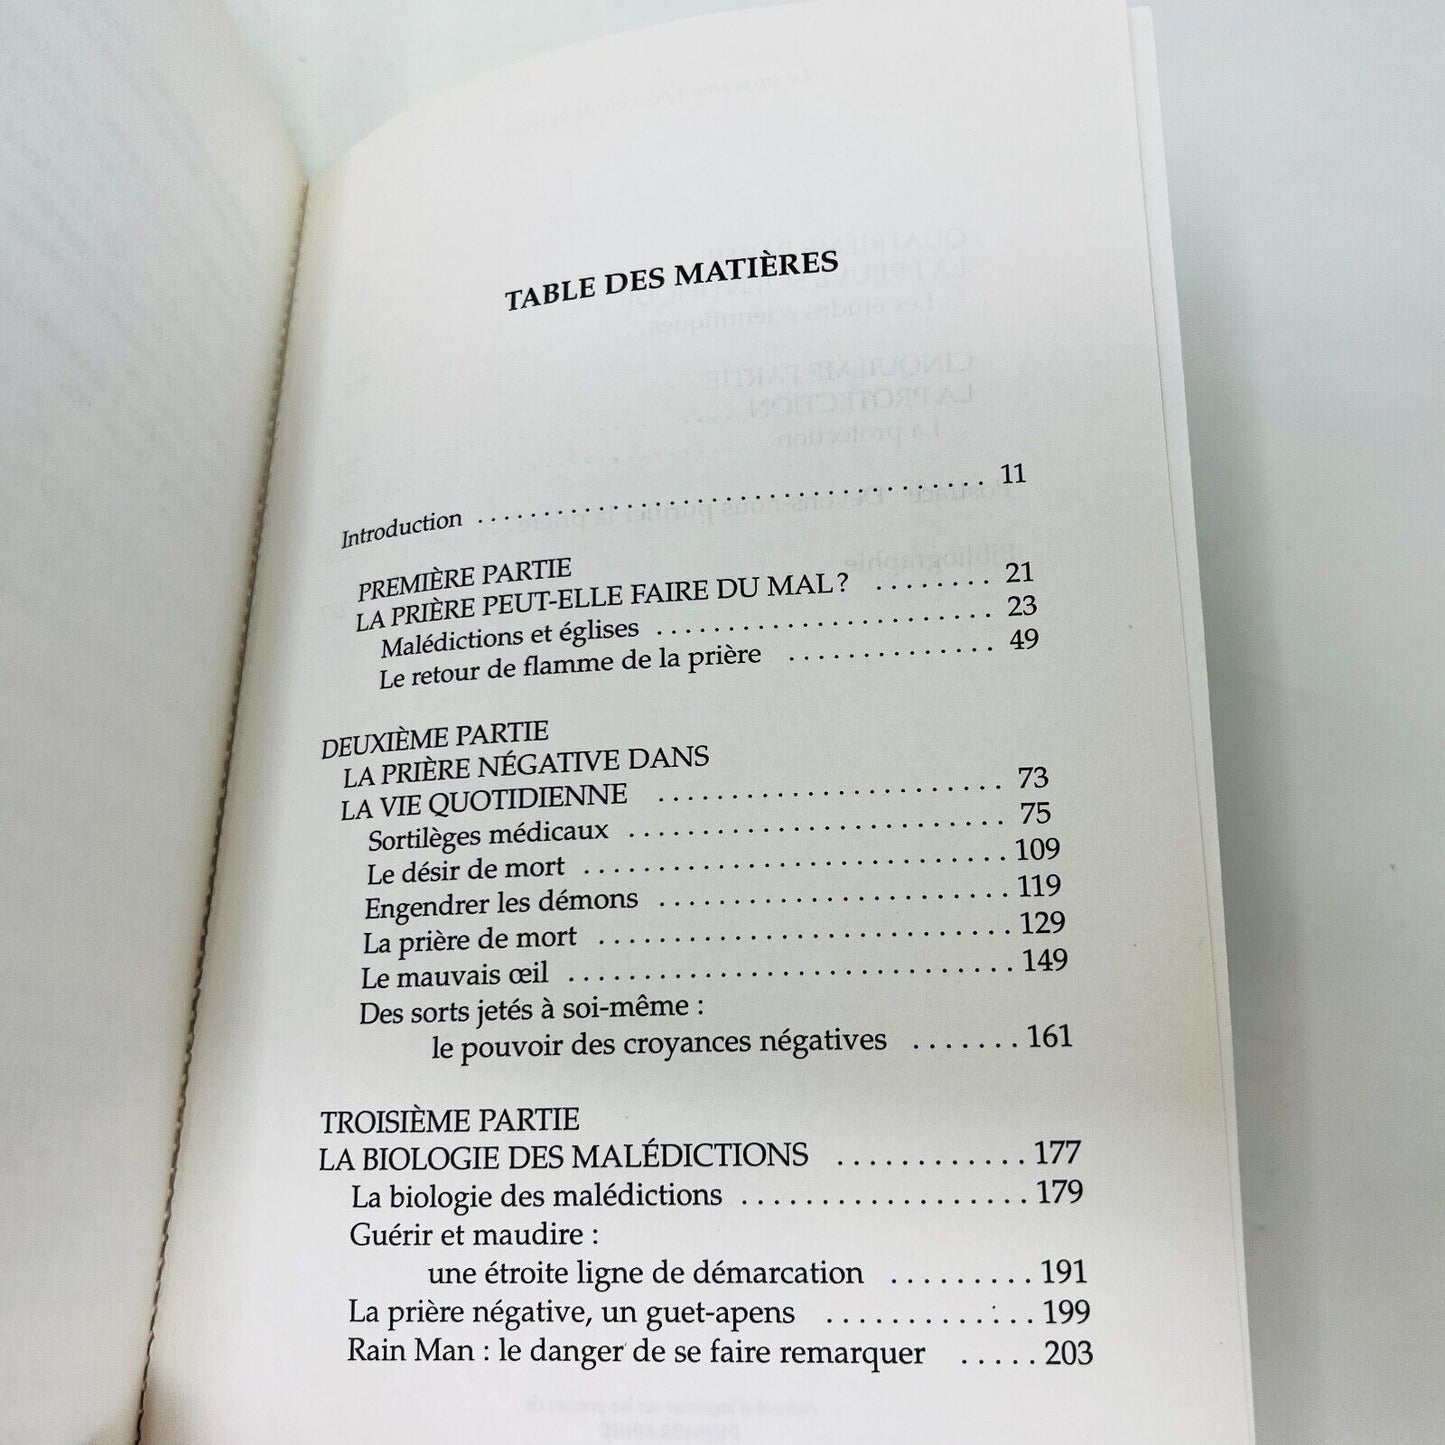 TABLE DES MATIÈRES
Introduction . . . . . . . . . . . . . . . . . . . . . . . . . . . . . . . . . . . . . . . 11
PREMIÈRE PARTIE
LA PRIÈRE PEUT-ELLE FAIRE DU MAL ? . . . . . . . . 21
Malédictions et églises . . . . . . . . . . . . . . . . . . . . . . . . 23
Le retour de flamme de la prière . . . . . . . . . . . . . . 49
DEUXIÈME PARTIE
LA PRIÈRE NÉGATIVE DANS
LA VIE QUOTIDIENNE . . . . . . . . . . . . . . . . . . . . . . . . 73
Sortilèges médicaux . . . . . . . . . . . . . . . . . . . . . . . . . . 75
Le désir de mort . . . . . . . . . . . . . . . . . . . . . . . . . . . . . 109
Engendrer les démons . . . . . . . . . . . . . . . . . . . . . . . . 119
La prière de mort . . . . . . . . . . . . . . . . . . . . . . . . . . . . 129
Le mauvais œil . . . . . . . . . . . . . . . . . . . . . . . . . . . . . . 149
Des sorts jetés à soi-même :
le pouvoir des croyances négatives . . . . . . . 161
TROISIÈME PARTIE
LA BIOLOGIE DES MALÉDICTIONS . . . . . . . . . . . . 177
La biologie des malédictions . . . . . . . . . . . . . . . . . . . 179
Guérir et maudire :
une étroite ligne de démarcation . . . . . . . . . 191
La prière négative, un guet-apens . . . . . . . . . . . . . 199
Rain Man : le danger de se faire remarquer . . . . . 203